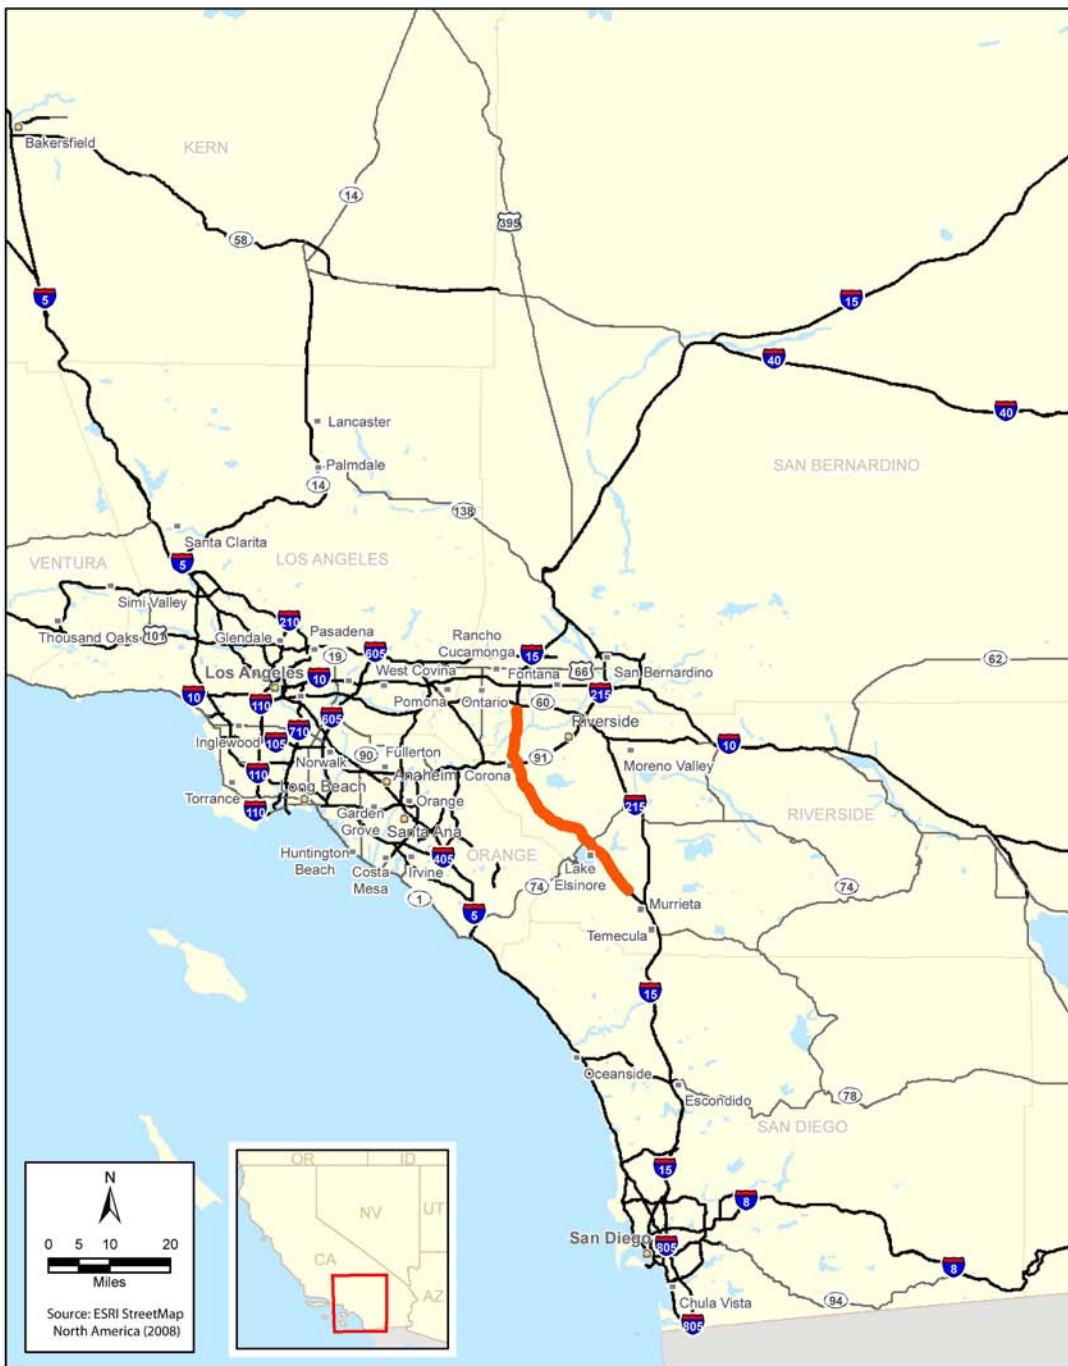 Bakersfield
KERN
14
395
58
5
15
40
40
Lancaster
SAN BERNARDINO
Palmdale
14
138
Santa Clarita
VENTURA
LOS ANGELES
5
Simi Valley
210
Thousand Oaks
101
Glendale
Pasadena
Rancho
Cucamonga
19
605
15
66
62
Los Angeles
10
West Covina
Fontana
San Bernardino
10
110
Pomona
Ontario
60
215
605
Riverside
Inglewood
105
710
90
Fullerton
91
10
Norwalk
Moreno Valley
110
Anaheim
Corona
Torrance
Long Beach
Orange
215
110
Garden
Grove
Santa Ana
RIVERSIDE
Huntington
Beach
Costa
Mesa
Irvine
405
ORANGE
Lake
Elsinore
74
74
1
5
Murrieta
Temecula
15
Oceanside
Escondido
78
SAN DIEGO
15
8
San Diego
805
8
Chula Vista
94
805
N
0 5 10 20
Miles
Source: ESRI StreetMap
North America (2008)
OR
ID
NV
UT
CA
AZ